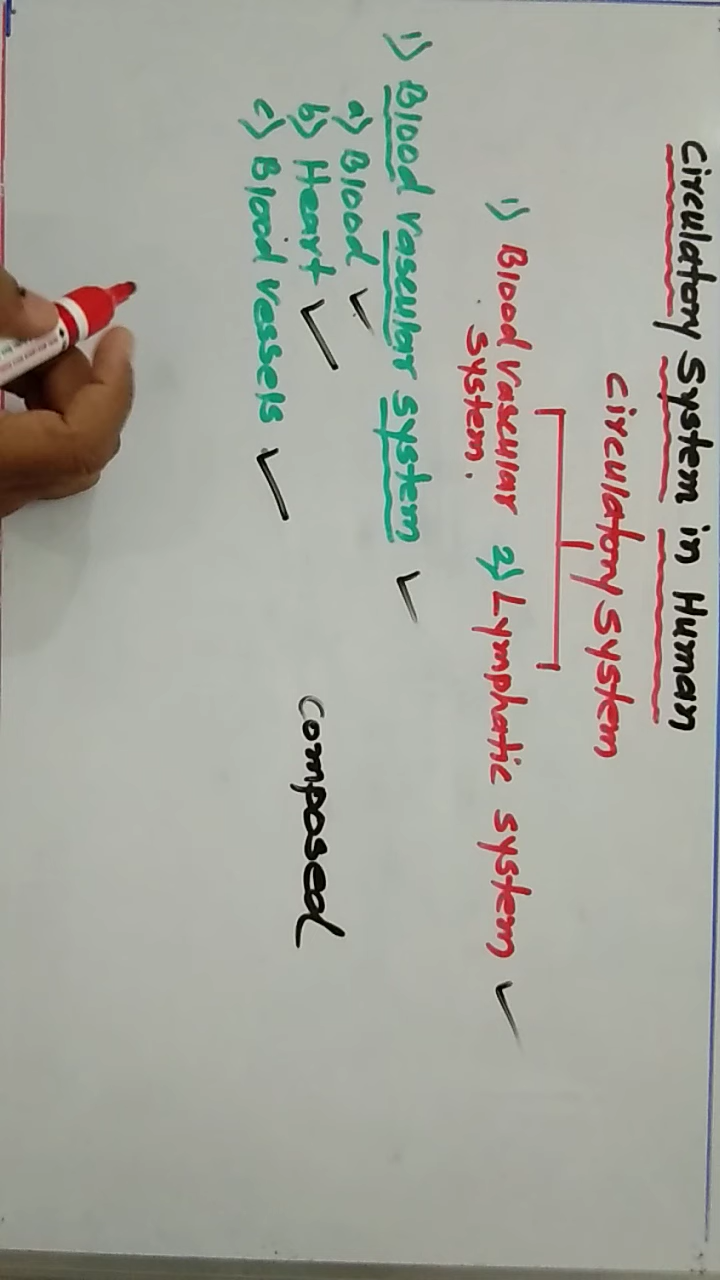 Circulatory System in Human
Circulatory System
1) Blood Vascular 2) Lymphatic System
System.
1) Blood Vascular System
a) Blood
b) Heart
c) Blood Vessels
Composed